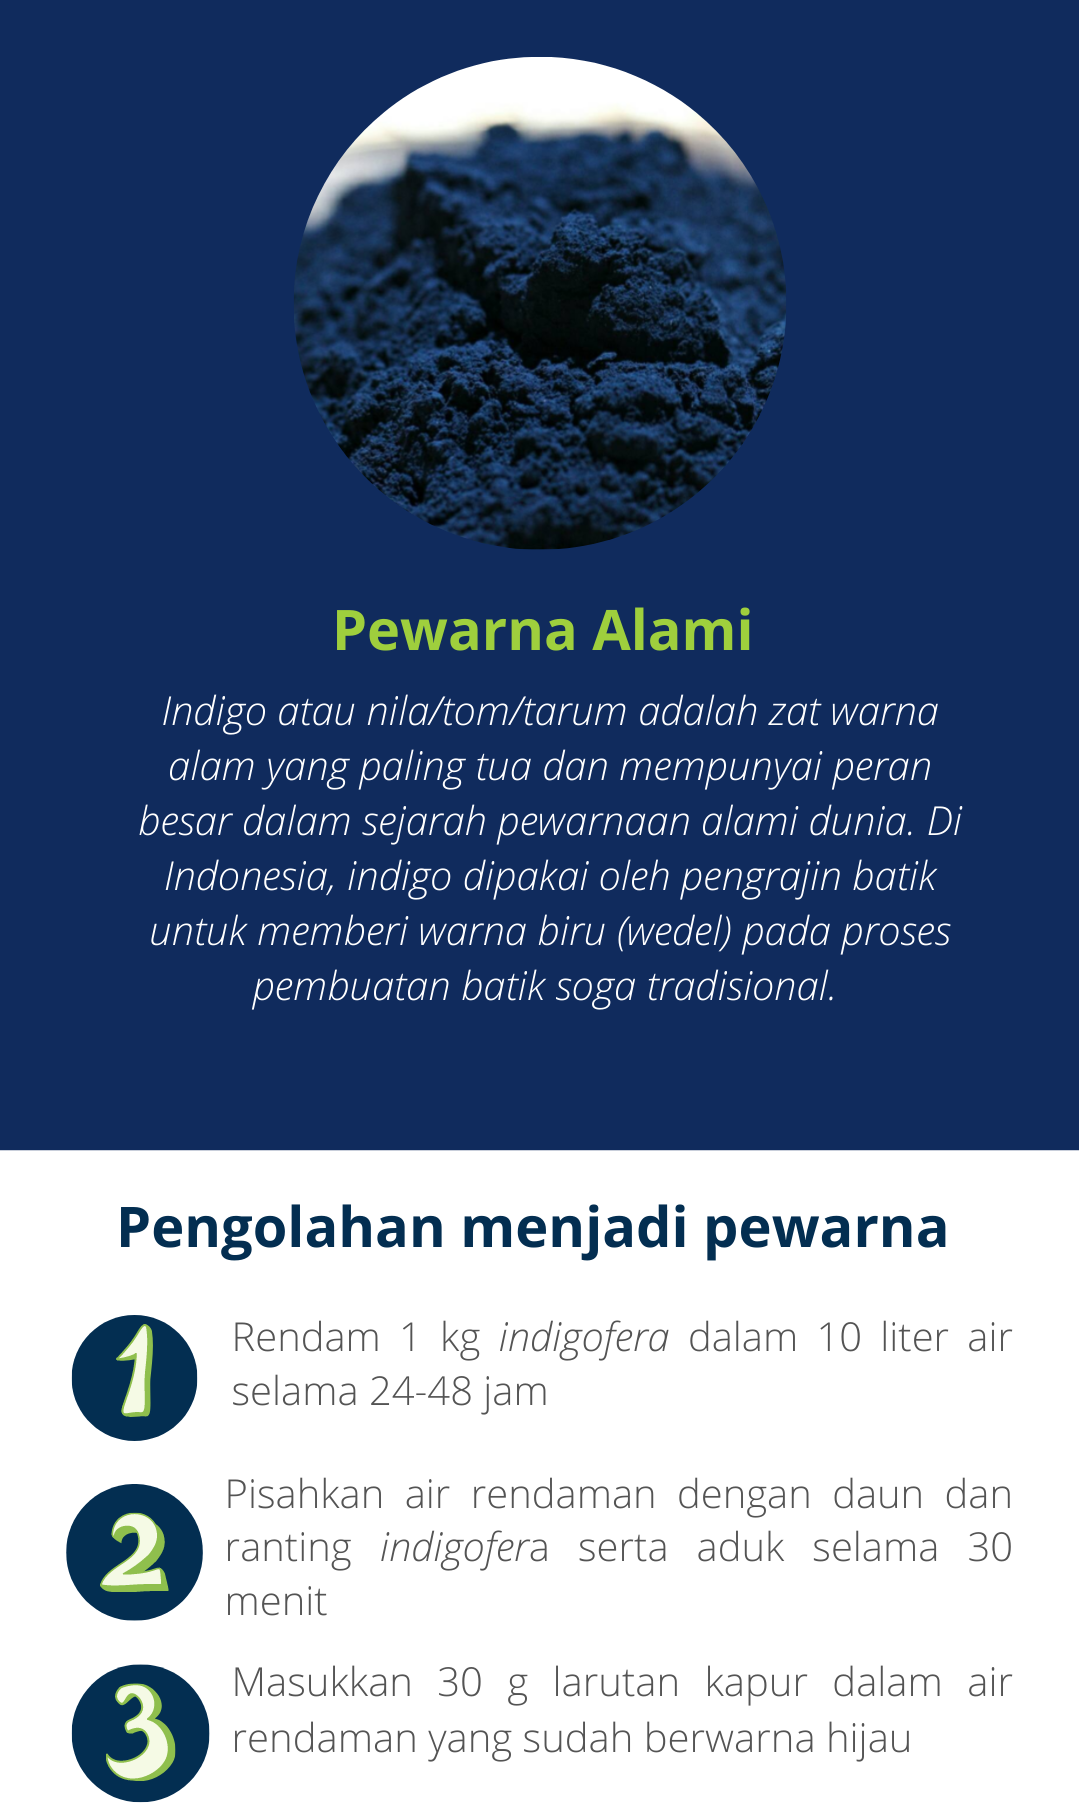 Pewarna Alami
Indigo atau nila/tom/tarum adalah zat warna
alam yang paling tua dan mempunyai peran
besar dalam sejarah pewarnaan alami dunia. Di
Indonesia, indigo dipakai oleh pengrajin batik
untuk memberi warna biru (wedel) pada proses
pembuatan batik soga tradisional.
Pengolahan menjadi pewarna
1
Rendam 1 kg indigofera dalam 10 liter air
selama 24-48 jam
2
Pisahkan air rendaman dengan daun dan
ranting indigofera serta aduk selama 30
menit
3
Masukkan 30 g larutan kapur dalam air
rendaman yang sudah berwarna hijau